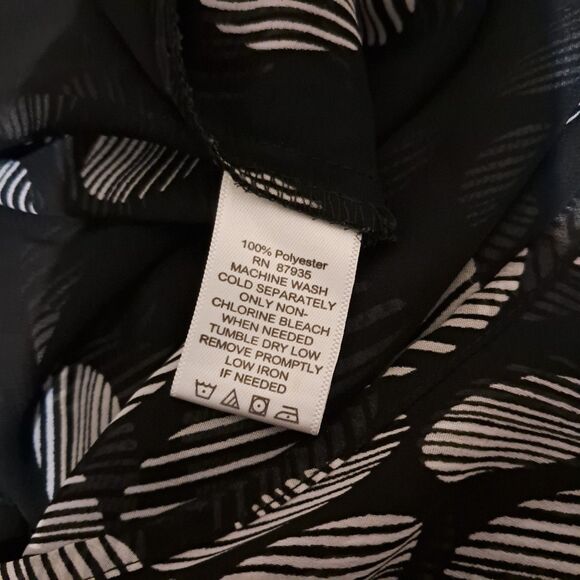 100% Polyester
RN 87935
MACHINE WASH
COLD SEPARATELY
ONLY NON-
CHLORINE BLEACH
WHEN NEEDED
TUMBLE DRY LOW
REMOVE PROMPTLY
LOW IRON
IF NEEDED